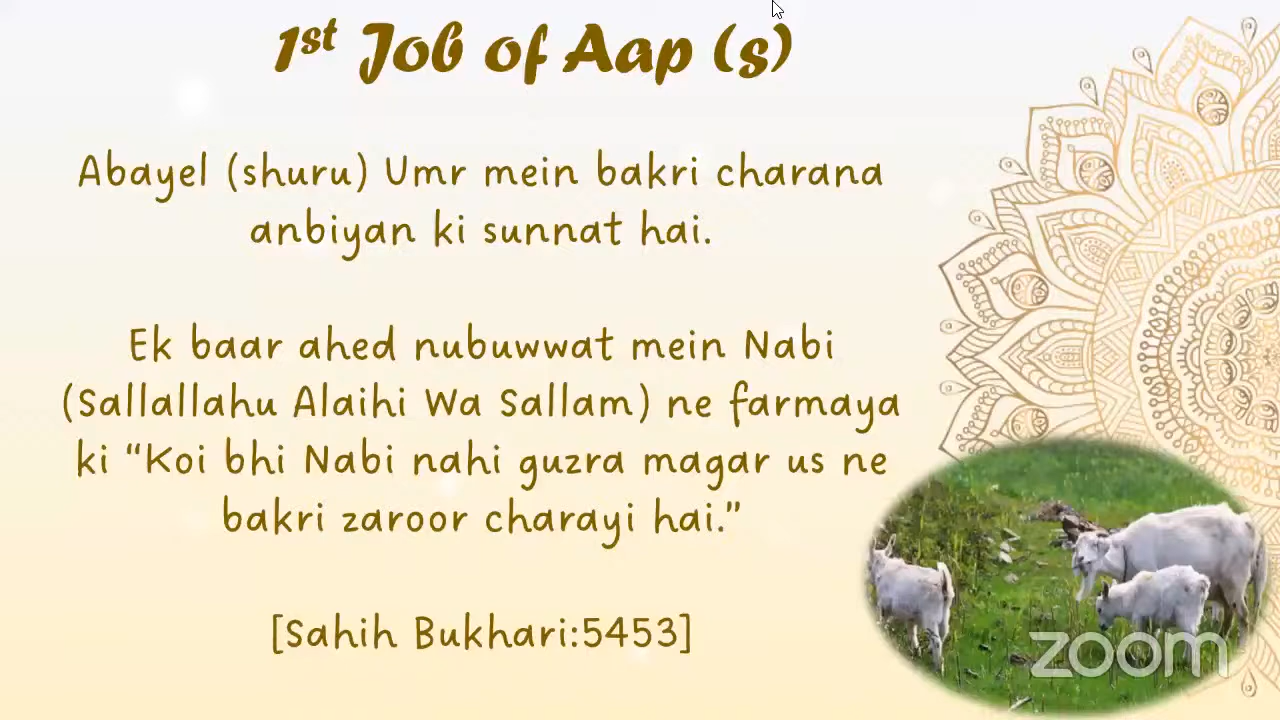 1st Job of Aap (s)
Abayel (shuru) Umr mein bakri charana
anbiyan ki sunnat hai.
Ek baar ahed nubuwwat mein Nabi
(Sallallahu Alaihi Wa Sallam) ne farmaya
ki “Koi bhi Nabi nahi guzra magar us ne
bakri zaroor charayi hai.”
[Sahih Bukhari:5453]
zoom